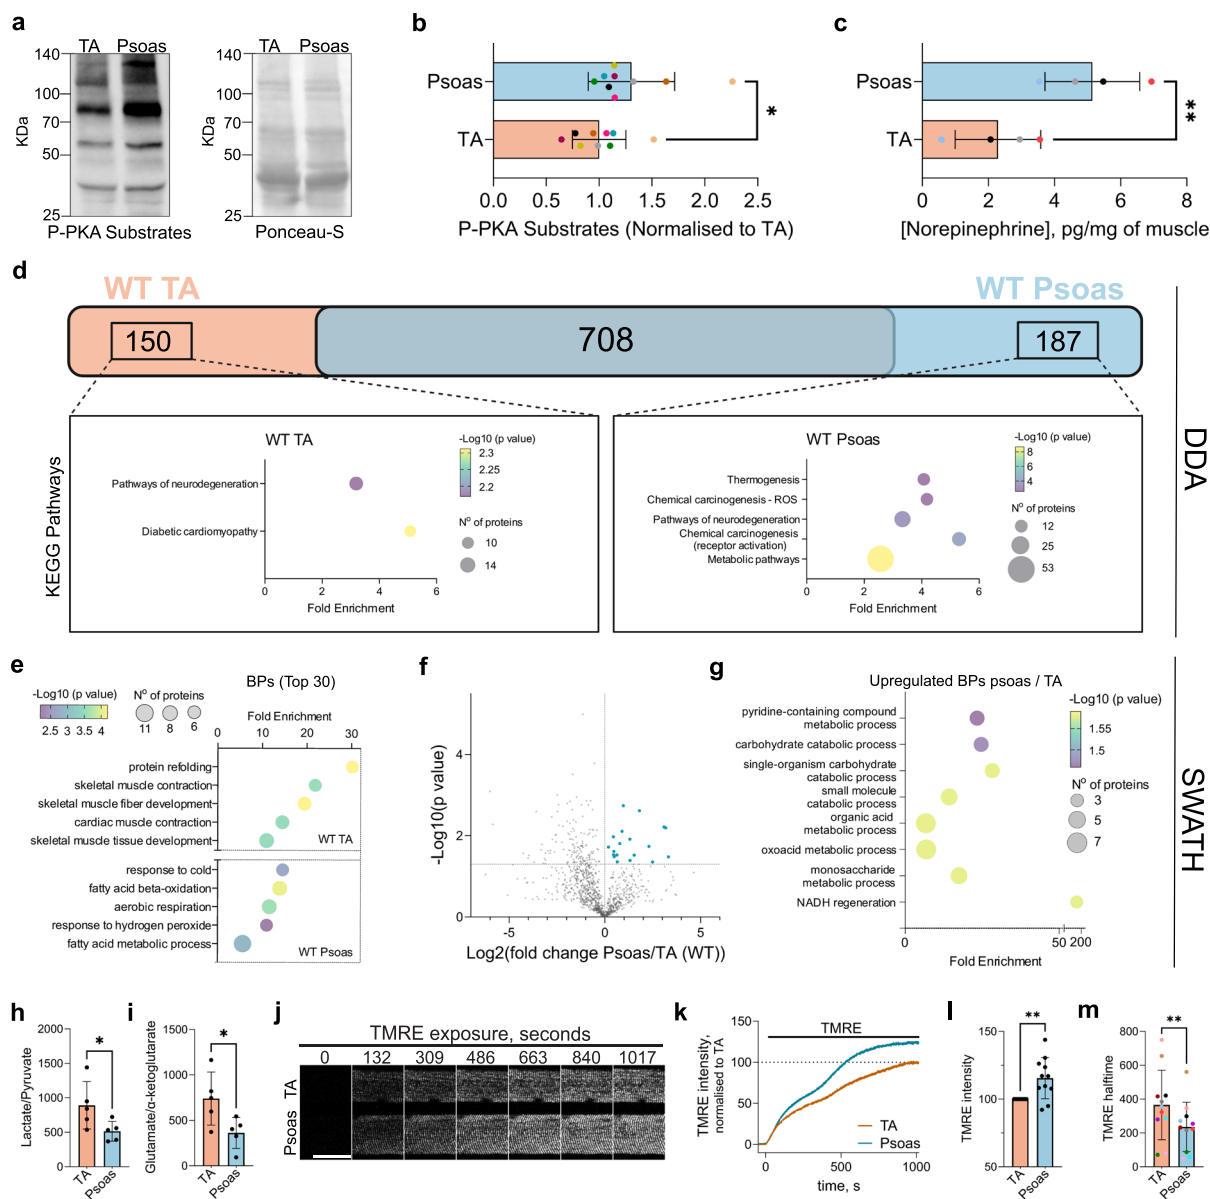 a
TA Psoas
140
100
70
50
25
KDa
P-PKA Substrates
TA Psoas
140
100
70
50
25
KDa
Ponceau-S
b
Psoas
TA
*
0.0 0.5 1.0 1.5 2.0 2.5
P-PKA Substrates (Normalised to TA)
c
Psoas
TA
**
0 2 4 6 8
[Norepinephrine], pg/mg of muscle
d
WT TA
WT Psoas
150
708
187
DDA
KEGG Pathways
WT TA
Pathways of neurodegeneration
Diabetic cardiomyopathy
0 2 4 6
Fold Enrichment
-Log10 (p value)
2.3
2.25
2.2
Nº of proteins
10
14
WT Psoas
Thermogenesis
Chemical carcinogenesis - ROS
Pathways of neurodegeneration
Chemical carcinogenesis
(receptor activation)
Metabolic pathways
0 2 4 6
Fold Enrichment
-Log10 (p value)
8
6
4
Nº of proteins
12
25
53
SWATH
e
BPs (Top 30)
-Log10 (p value)
2.5 3 3.5 4
Nº of proteins
11 8 6
Fold Enrichment
0 10 20 30
protein refolding
skeletal muscle contraction
skeletal muscle fiber development
cardiac muscle contraction
skeletal muscle tissue development
WT TA
response to cold
fatty acid beta-oxidation
aerobic respiration
response to hydrogen peroxide
fatty acid metabolic process
WT Psoas
f
-Log10(p value)
4
2
0
-5 0 5
Log2(fold change Psoas/TA (WT))
g
Upregulated BPs psoas / TA
pyridine-containing compound
metabolic process
carbohydrate catabolic process
single-organism carbohydrate
catabolic process
small molecule
catabolic process
organic acid
metabolic process
oxoacid metabolic process
monosaccharide
metabolic process
NADH regeneration
0 50 200
Fold Enrichment
-Log10 (p value)
1.55
1.5
Nº of proteins
3
5
7
h
Lactate/Pyruvate
2000
1500
1000
500
0
*
TA Psoas
i
Glutamate/α-ketoglutarate
1500
1000
500
0
*
TA Psoas
j
TMRE exposure, seconds
0 132 309 486 663 840 1017
TA
Psoas
k
TMRE intensity,
normalised to TA
150
100
50
0
TMRE
TA
Psoas
0 500 1000
time, s
l
TMRE intensity
150
100
50
**
TA Psoas
m
TMRE halftime
800
600
400
200
0
**
TA Psoas